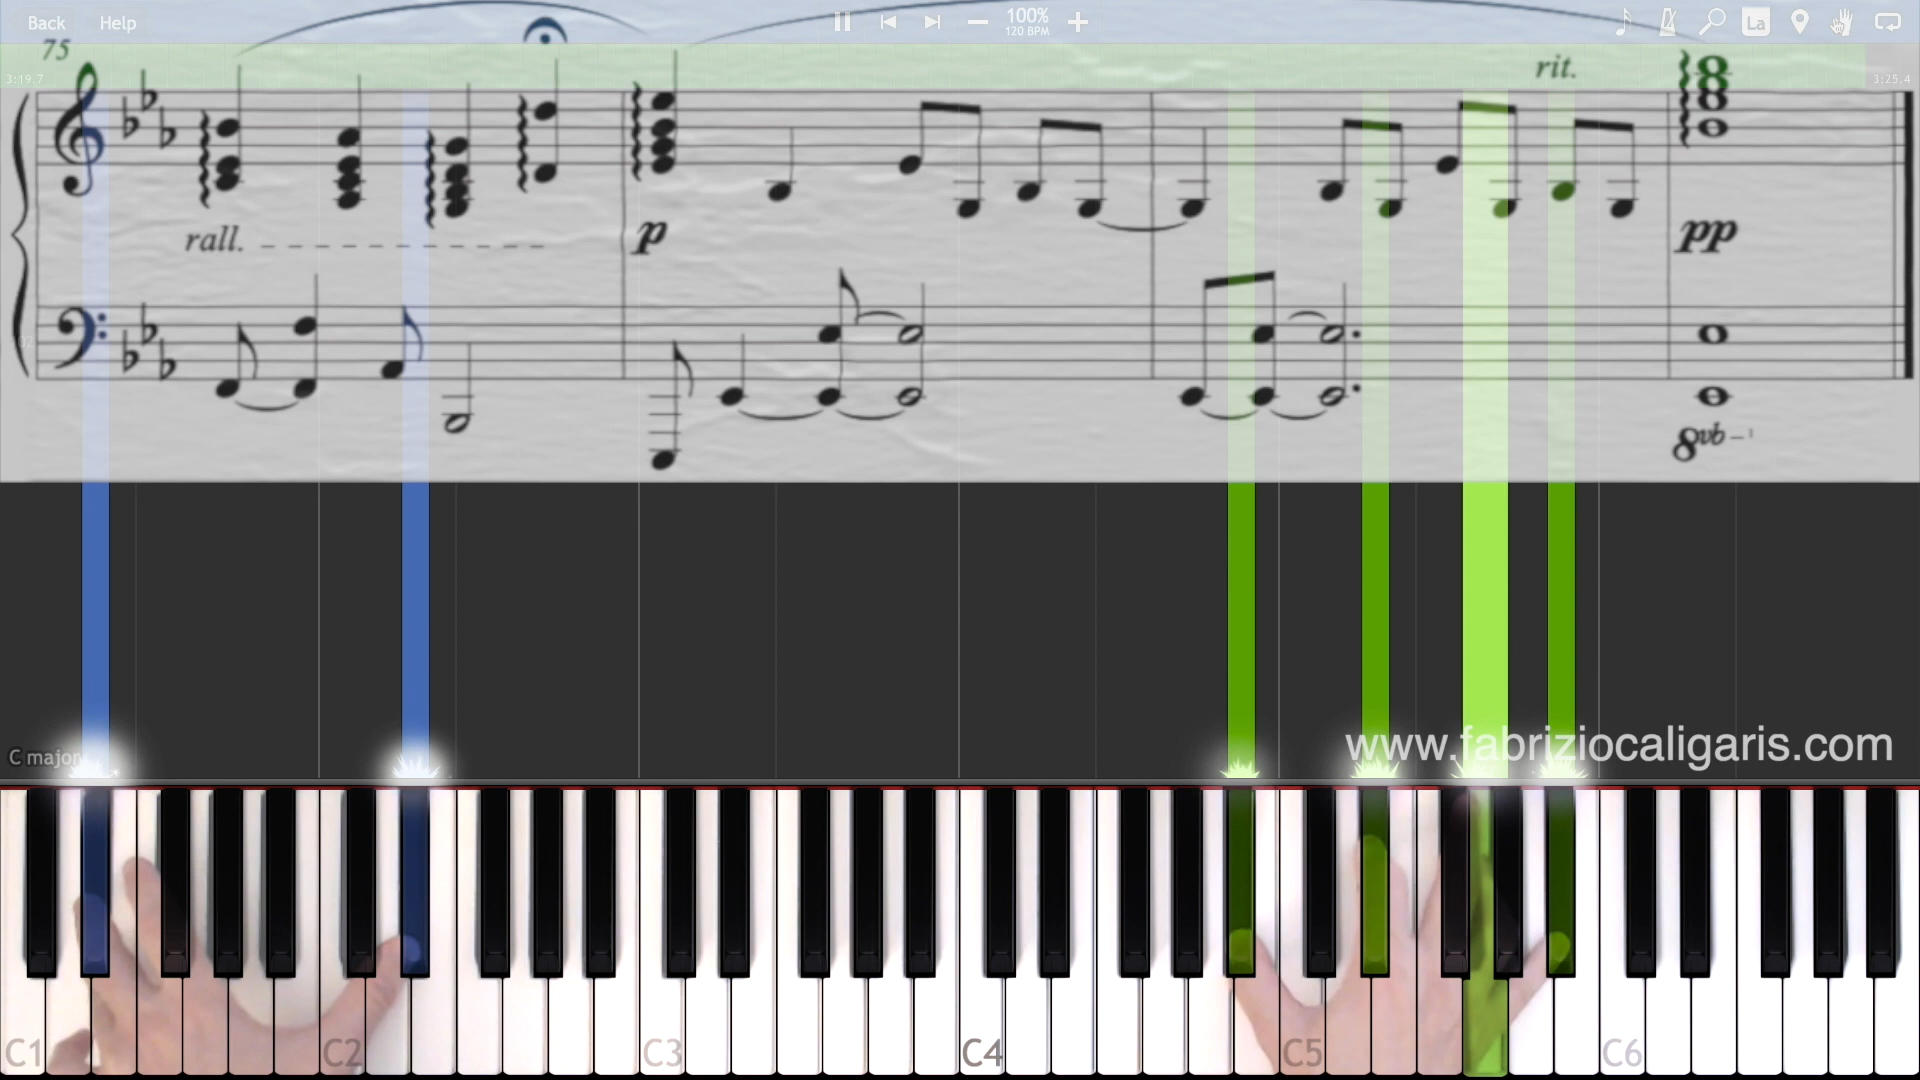 Back Help 100% La
120 BPM
75
3:19.7 rit. 3:25.4
rall. p pp
8vb
C major
www.fabriziocaligaris.com
C1 C2 C3 C4 C5 C6